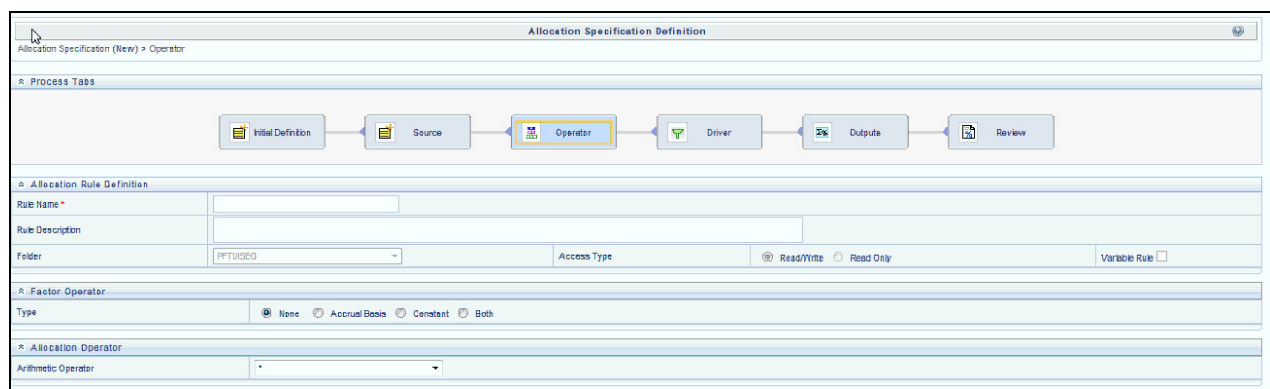 Allocation Specification Definition
Allocation Specification (New) > Operator
Process Tabs
Initial Definition Source Operator Driver Outputs Review
Allocation Rule Definition
Rule Name *
Rule Description
Folder PFTUISEG Access Type Read/Write Read Only Variable Rule
Factor Operator
Type None Accrual Basis Constant Both
Allocation Operator
Arithmetic Operator *